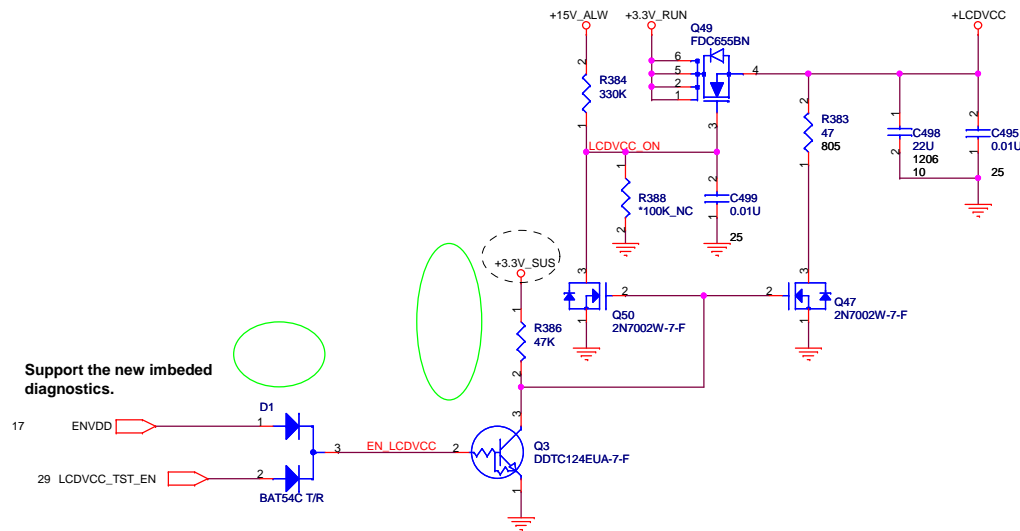 +15V_ALW
+3.3V_RUN
+LCDVCC
Q49
FDC655BN
6
5
2
1
4
3
2
R384
330K
1
2
R383
47
805
1
1
C498
22U
1206
10
2
2
C495
0.01U
1
25
LCDVCC_ON
1
R388
*100K_NC
2
2
C499
0.01U
1
25
+3.3V_SUS
3
2
Q50
2N7002W-7-F
1
3
2
Q47
2N7002W-7-F
1
1
R386
47K
2
Support the new imbeded
diagnostics.
D1
17 ENVDD
1
3
EN_LCDVCC
2
3
Q3
DDTC124EUA-7-F
1
29 LCDVCC_TST_EN
2
BAT54C T/R